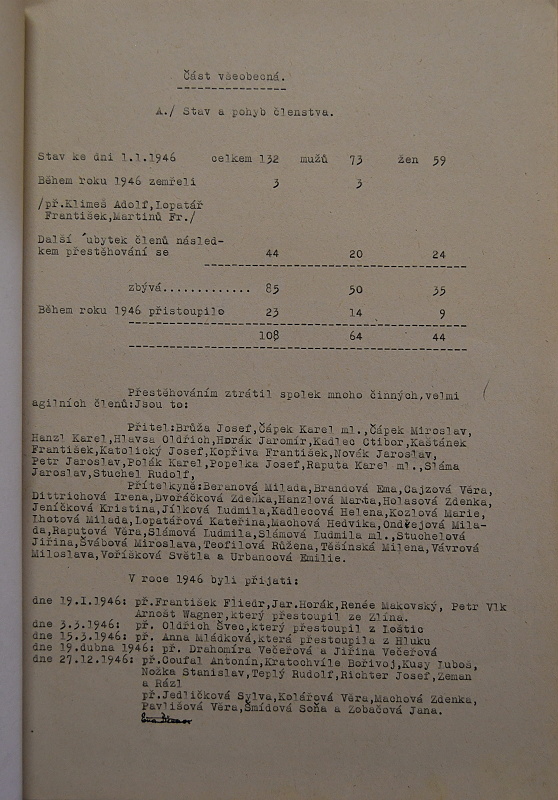 Část všeobecná.
A./ Stav a pohyb členstva.
Stav ke dni 1.1.1946 celkem 132 mužů 73 žen 59
Během roku 1946 zemřeli 3 3
/př.Klimeš Adolf,Lopatář
František,Martinů Fr./
Další úbytek členů násled-
kem přestěhování se 44 20 24
zbývá............. 85 50 35
Během roku 1946 přistoupilo 23 14 9
108 64 44
Přestěhováním ztrátil spolek mnoho činných,velmi
agilních členů:Jsou to:
Přítel:Brůža Josef,Čápek Karel ml.,Čápek Miroslav,
Hanzl Karel,Hlavsa Oldřich,Horák Jaromír,Kadlec Ctibor,Kaštánek
František,Katolický Josef,Kopřiva František,Novák Jaroslav,
Petr Jaroslav,Polák Karel,Popelka Josef,Raputa Karel ml.,Sláma
Jaroslav,Stuchel Rudolf,
Přítelkyně:Beranová Milada,Brandová Ema,Cajzová Věra,
Dittrichová Irena,Dvořáčková Zdeňka,Hanzlová Marta,Holasová Zdenka,
Jeníčková Kristina,Jílková Ludmila,Kadlecová Helena,Kozlová Marie,
Lhotová Milada,Lopatářová Kateřina,Machová Hedvika,Ondřejová Mila-
da,Raputová Věra,Slámová Ludmila,Slámová Ludmila ml.,Stuchelová
Jiřina,Švábová Miroslava,Teofilová Růžena,Těšínská Milena,Vávrová
Miloslava,Voříšková Světla a Urbancová Emilie.
V roce 1946 byli přijati:
dne 19.1.1946: př.František Fliedr,Jar.Horák,Renée Makovský, Petr Vlk
Arnošt Wagner,který přestoupil ze Zlína.
dne 3.3.1946: př. Oldřich Švec,který přestoupil z Loštic
dne 15.3.1946: př. Anna Mládková,která přestoupila z Hluku
dne 19.dubna 1946: př. Drahomíra Večeřová a Jiřina Večeřová
dne 27.12.1946: př.Coufal Antonín,Kratochvíle Bořivoj,Kusý Luboš,
Nožka Stanislav,Teplý Rudolf,Richter Josef,Zeman
a Rázl
př.Jedličková Sylva,Kolářová Věra,Machová Zdenka,
Pavlišová Věra,Šmídová Soňa a Zobačová Jana.